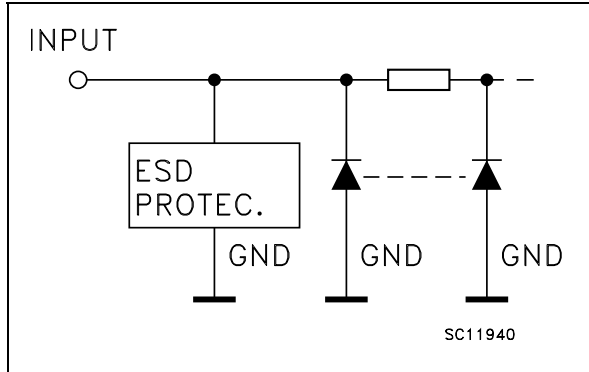 INPUT
ESD
PROTEC.
GND
GND
GND
SC11940